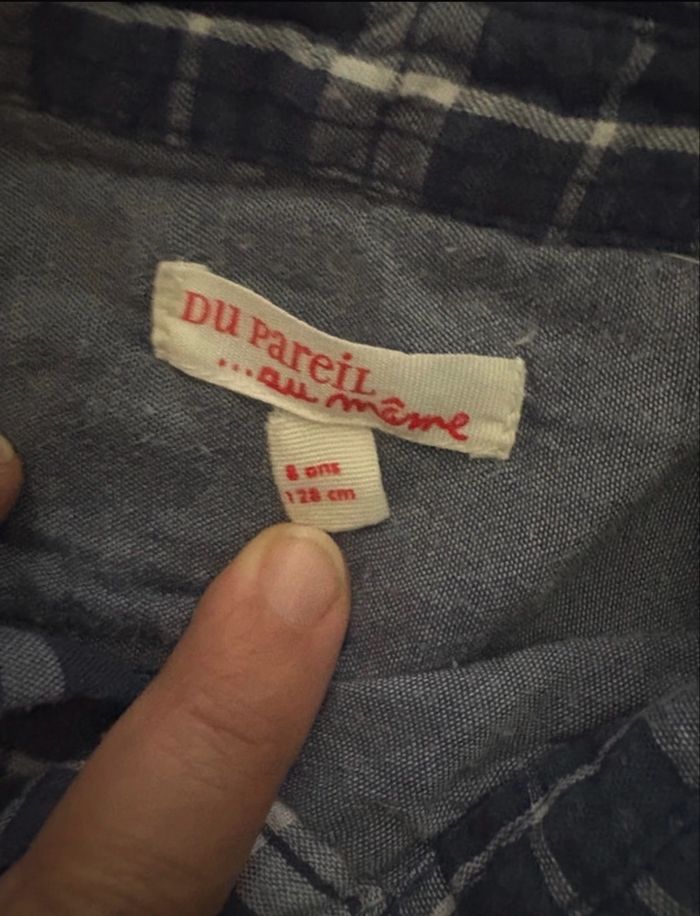 DU PAREIL
...au même
8 ans
128 cm